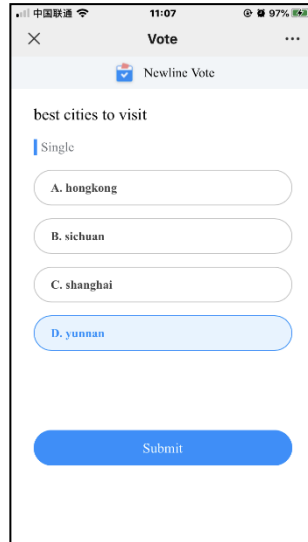 中国联通 11:07 97%
Vote
Newline Vote
best cities to visit
Single
A. hongkong
B. sichuan
C. shanghai
D. yunnan
Submit